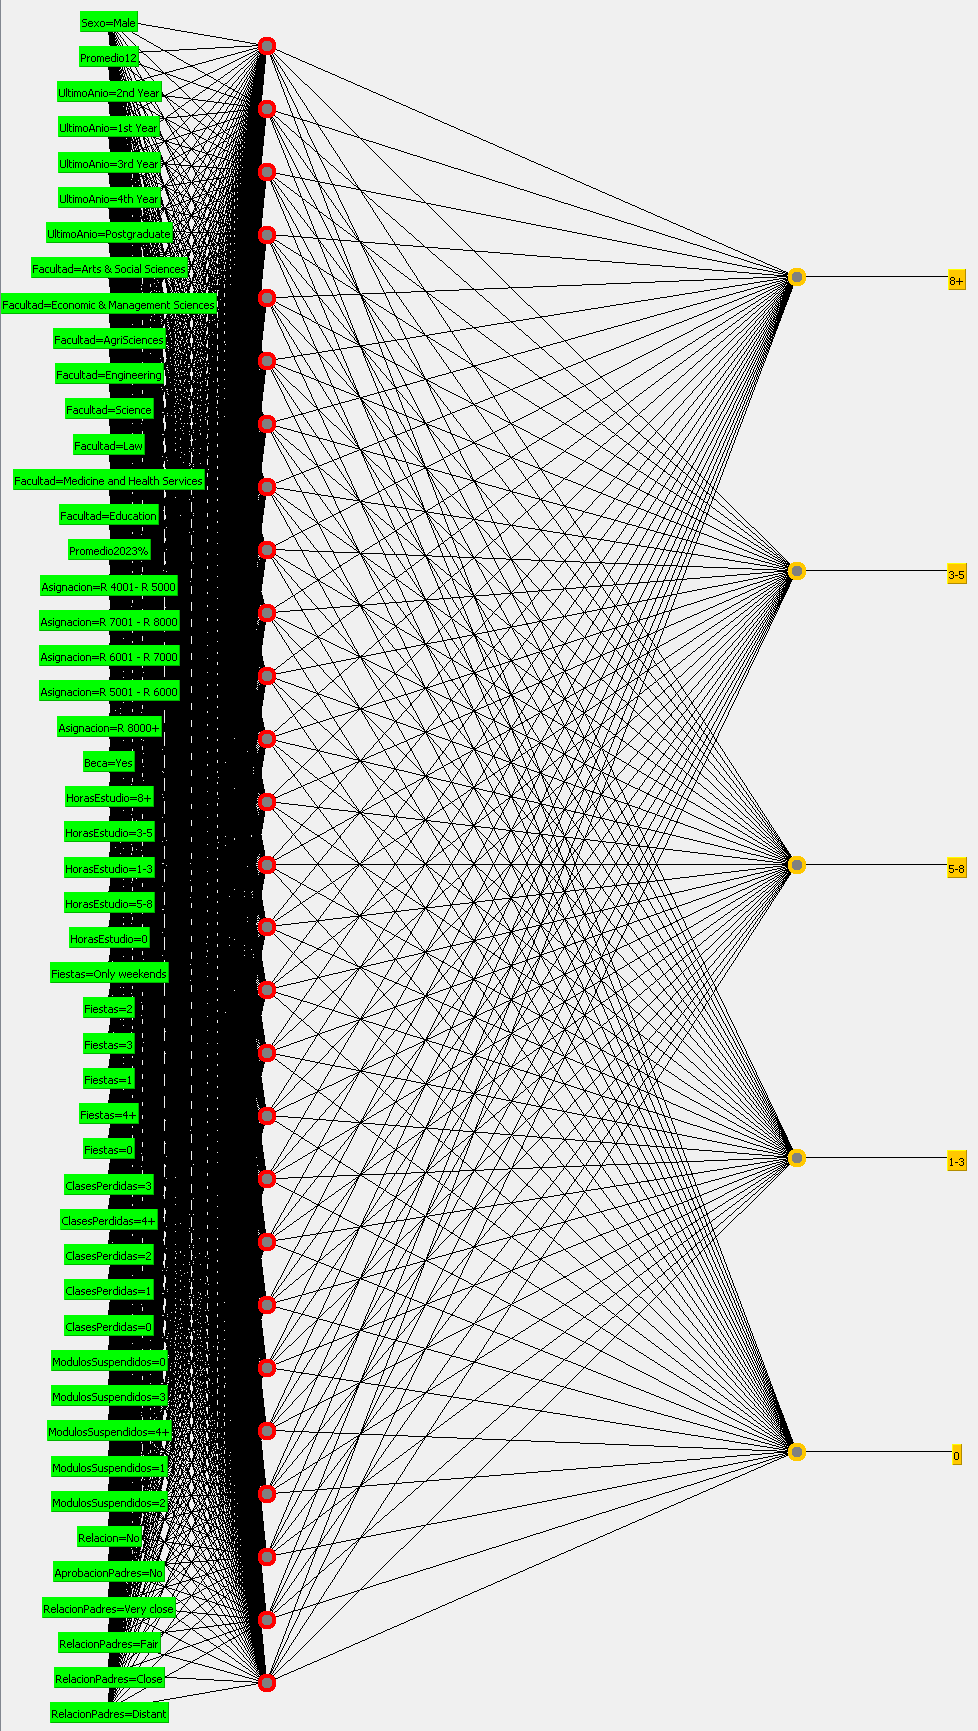 Sexo=Male
Promedio12
UltimoAnio=2nd Year
UltimoAnio=1st Year
UltimoAnio=3rd Year
UltimoAnio=4th Year
UltimoAnio=Postgraduate
Facultad=Arts & Social Sciences
Facultad=Economic & Management Sciences
Facultad=AgriSciences
Facultad=Engineering
Facultad=Science
Facultad=Law
Facultad=Medicine and Health Services
Facultad=Education
Promedio2023%
Asignacion=R 4001- R 5000
Asignacion=R 7001 - R 8000
Asignacion=R 6001 - R 7000
Asignacion=R 5001 - R 6000
Asignacion=R 8000+
Beca=Yes
HorasEstudio=8+
HorasEstudio=3-5
HorasEstudio=1-3
HorasEstudio=5-8
HorasEstudio=0
Fiestas=Only weekends
Fiestas=2
Fiestas=3
Fiestas=1
Fiestas=4+
Fiestas=0
ClasesPerdidas=3
ClasesPerdidas=4+
ClasesPerdidas=2
ClasesPerdidas=1
ClasesPerdidas=0
ModulosSuspendidos=0
ModulosSuspendidos=3
ModulosSuspendidos=4+
ModulosSuspendidos=1
ModulosSuspendidos=2
Relacion=No
AprobacionPadres=No
RelacionPadres=Very close
RelacionPadres=Fair
RelacionPadres=Close
RelacionPadres=Distant
8+
3-5
5-8
1-3
0